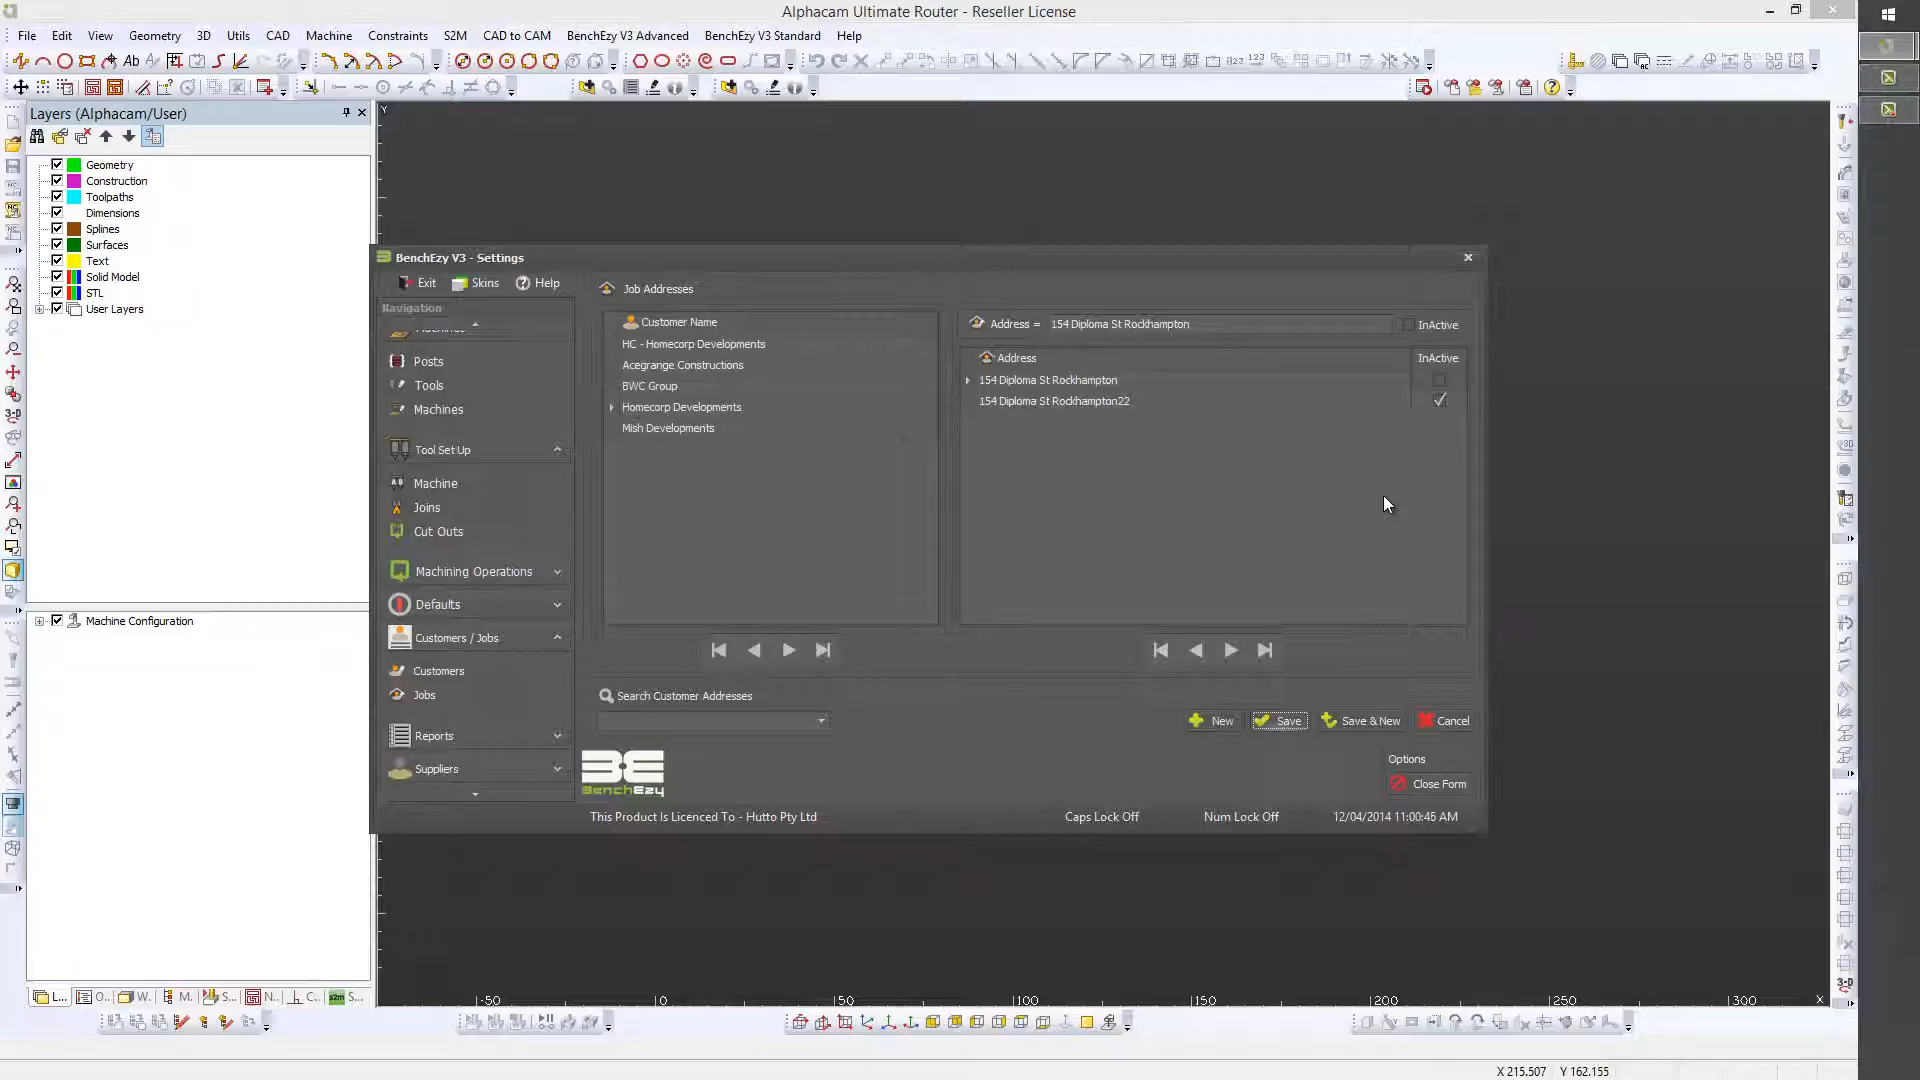 Alphacam Ultimate Router - Reseller License
File Edit View Geometry 3D Utils CAD Machine Constraints S2M CAD to CAM BenchEzy V3 Advanced BenchEzy V3 Standard Help
Layers (Alphacam/User)
Geometry
Construction
Toolpaths
Dimensions
Splines
Surfaces
Text
Solid Model
STL
User Layers
Machine Configuration
L... O... W... M... S... N... C... S...
BenchEzy V3 - Settings
Exit Skins Help
Navigation
Machines
Posts
Tools
Machines
Tool Set Up
Machine
Joins
Cut Outs
Machining Operations
Defaults
Customers / Jobs
Customers
Jobs
Reports
Suppliers
Job Addresses
Customer Name
HC - Homecorp Developments
Acegrange Constructions
BWC Group
Homecorp Developments
Mish Developments
Address = 154 Diploma St Rockhampton InActive
Address InActive
154 Diploma St Rockhampton
154 Diploma St Rockhampton22
Search Customer Addresses
New Save Save & New Cancel
BenchEzy
Options
Close Form
This Product Is Licenced To - Hutto Pty Ltd Caps Lock Off Num Lock Off 12/04/2014 11:00:45 AM
Y
-50 0 50 100 150 200 250 300 X
X 215.507 Y 162.155